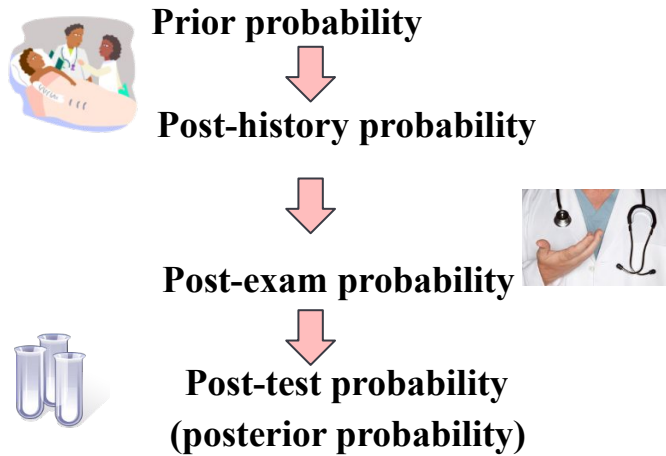 Prior probability
Post-history probability
Post-exam probability
Post-test probability
(posterior probability)